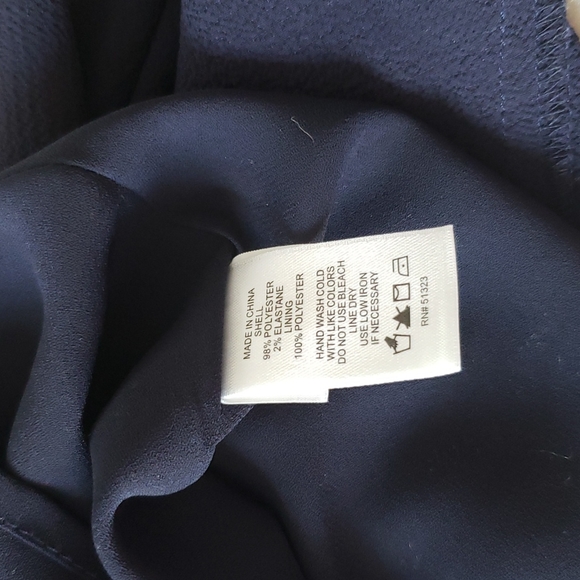 MADE IN CHINA
SHELL
98% POLYESTER
2% ELASTANE
LINING
100% POLYESTER
HAND WASH COLD
WITH LIKE COLORS
DO NOT USE BLEACH
LINE DRY
USE LOW IRON
IF NECESSARY
RN# 51323